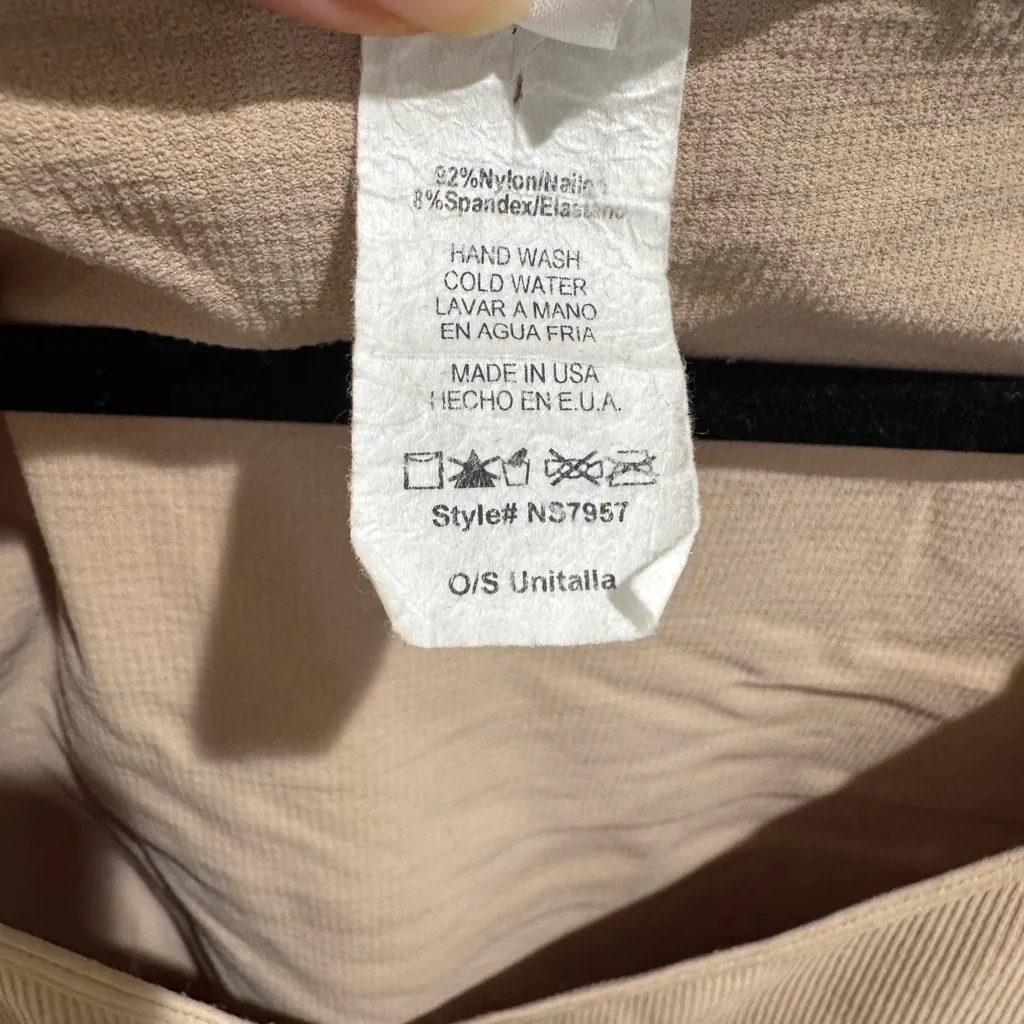 92%Nylon/Nailon
8%Spandex/Elastano
HAND WASH
COLD WATER
LAVAR A MANO
EN AGUA FRIA
MADE IN USA
HECHO EN E.U.A.
Style# NS7957
O/S Unitalla